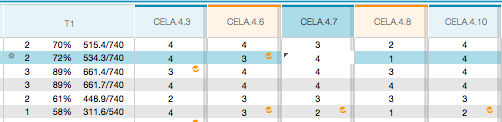 T1 CELA.4.3 CELA.4.6 CELA.4.7 CELA.4.8 CELA.4.10
2 70% 515.4/740 4 4 3 2 4
2 72% 534.3/740 4 3 4 1 4
3 89% 661.4/740 3 4 4 4 4
3 89% 661.7/740 4 4 4 4 4
2 61% 448.9/740 2 3 3 3 3
1 58% 311.6/540 4 3 2 1 2